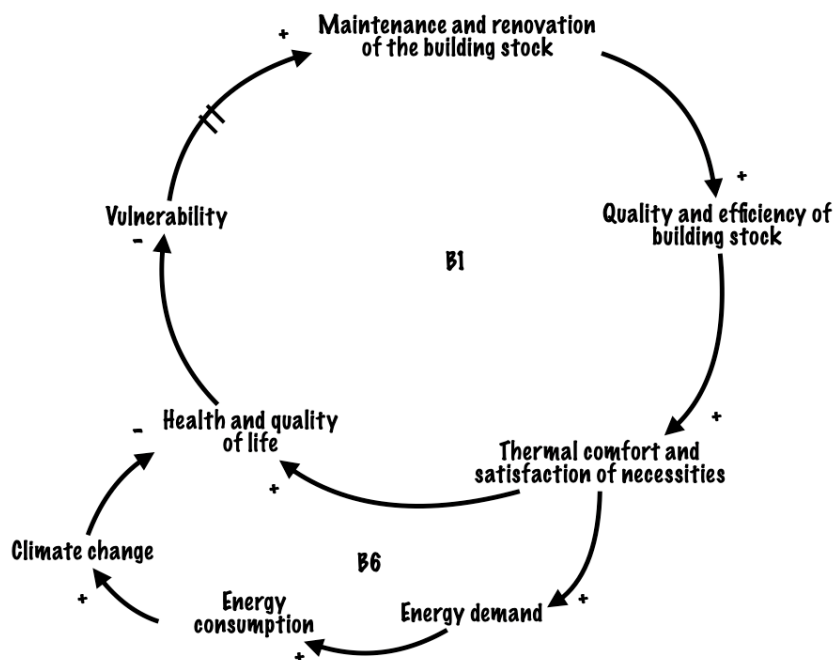 +
Maintenance and renovation
of the building stock
+
Vulnerability
-
Quality and efficiency of
building stock
B1
+
-
Health and quality
of life
+
Thermal comfort and
satisfaction of necessities
Climate change
B6
+
Energy
consumption
Energy demand
+
+